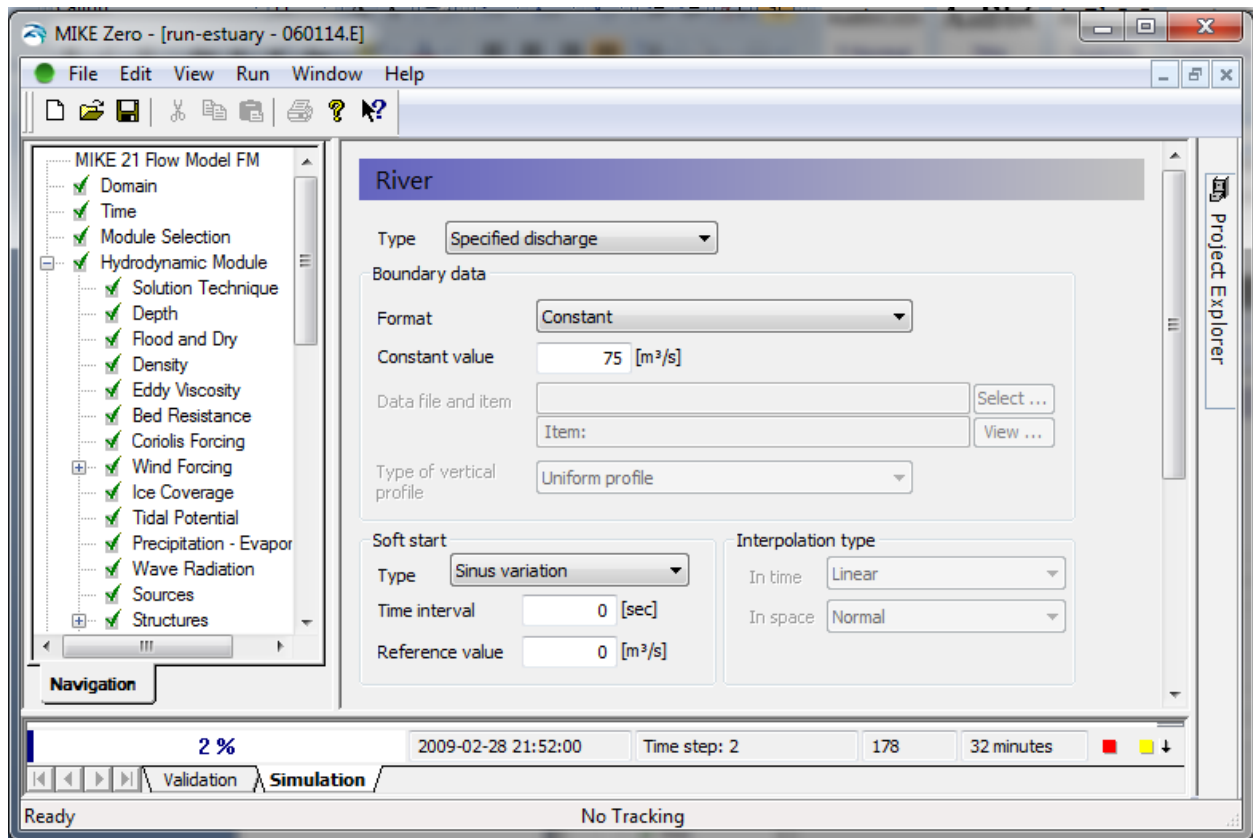 MIKE Zero - [run-estuary - 060114.E]
File Edit View Run Window Help
MIKE 21 Flow Model FM
Domain
Time
Module Selection
Hydrodynamic Module
Solution Technique
Depth
Flood and Dry
Density
Eddy Viscosity
Bed Resistance
Coriolis Forcing
Wind Forcing
Ice Coverage
Tidal Potential
Precipitation - Evapor
Wave Radiation
Sources
Structures
Navigation
River
Type Specified discharge
Boundary data
Format Constant
Constant value 75 [m³/s]
Data file and item Select ...
Item: View ...
Type of vertical
profile
Uniform profile
Soft start
Type Sinus variation
Time interval 0 [sec]
Reference value 0 [m³/s]
Interpolation type
In time Linear
In space Normal
Project Explorer
2 % 2009-02-28 21:52:00 Time step: 2 178 32 minutes
Validation Simulation
Ready No Tracking